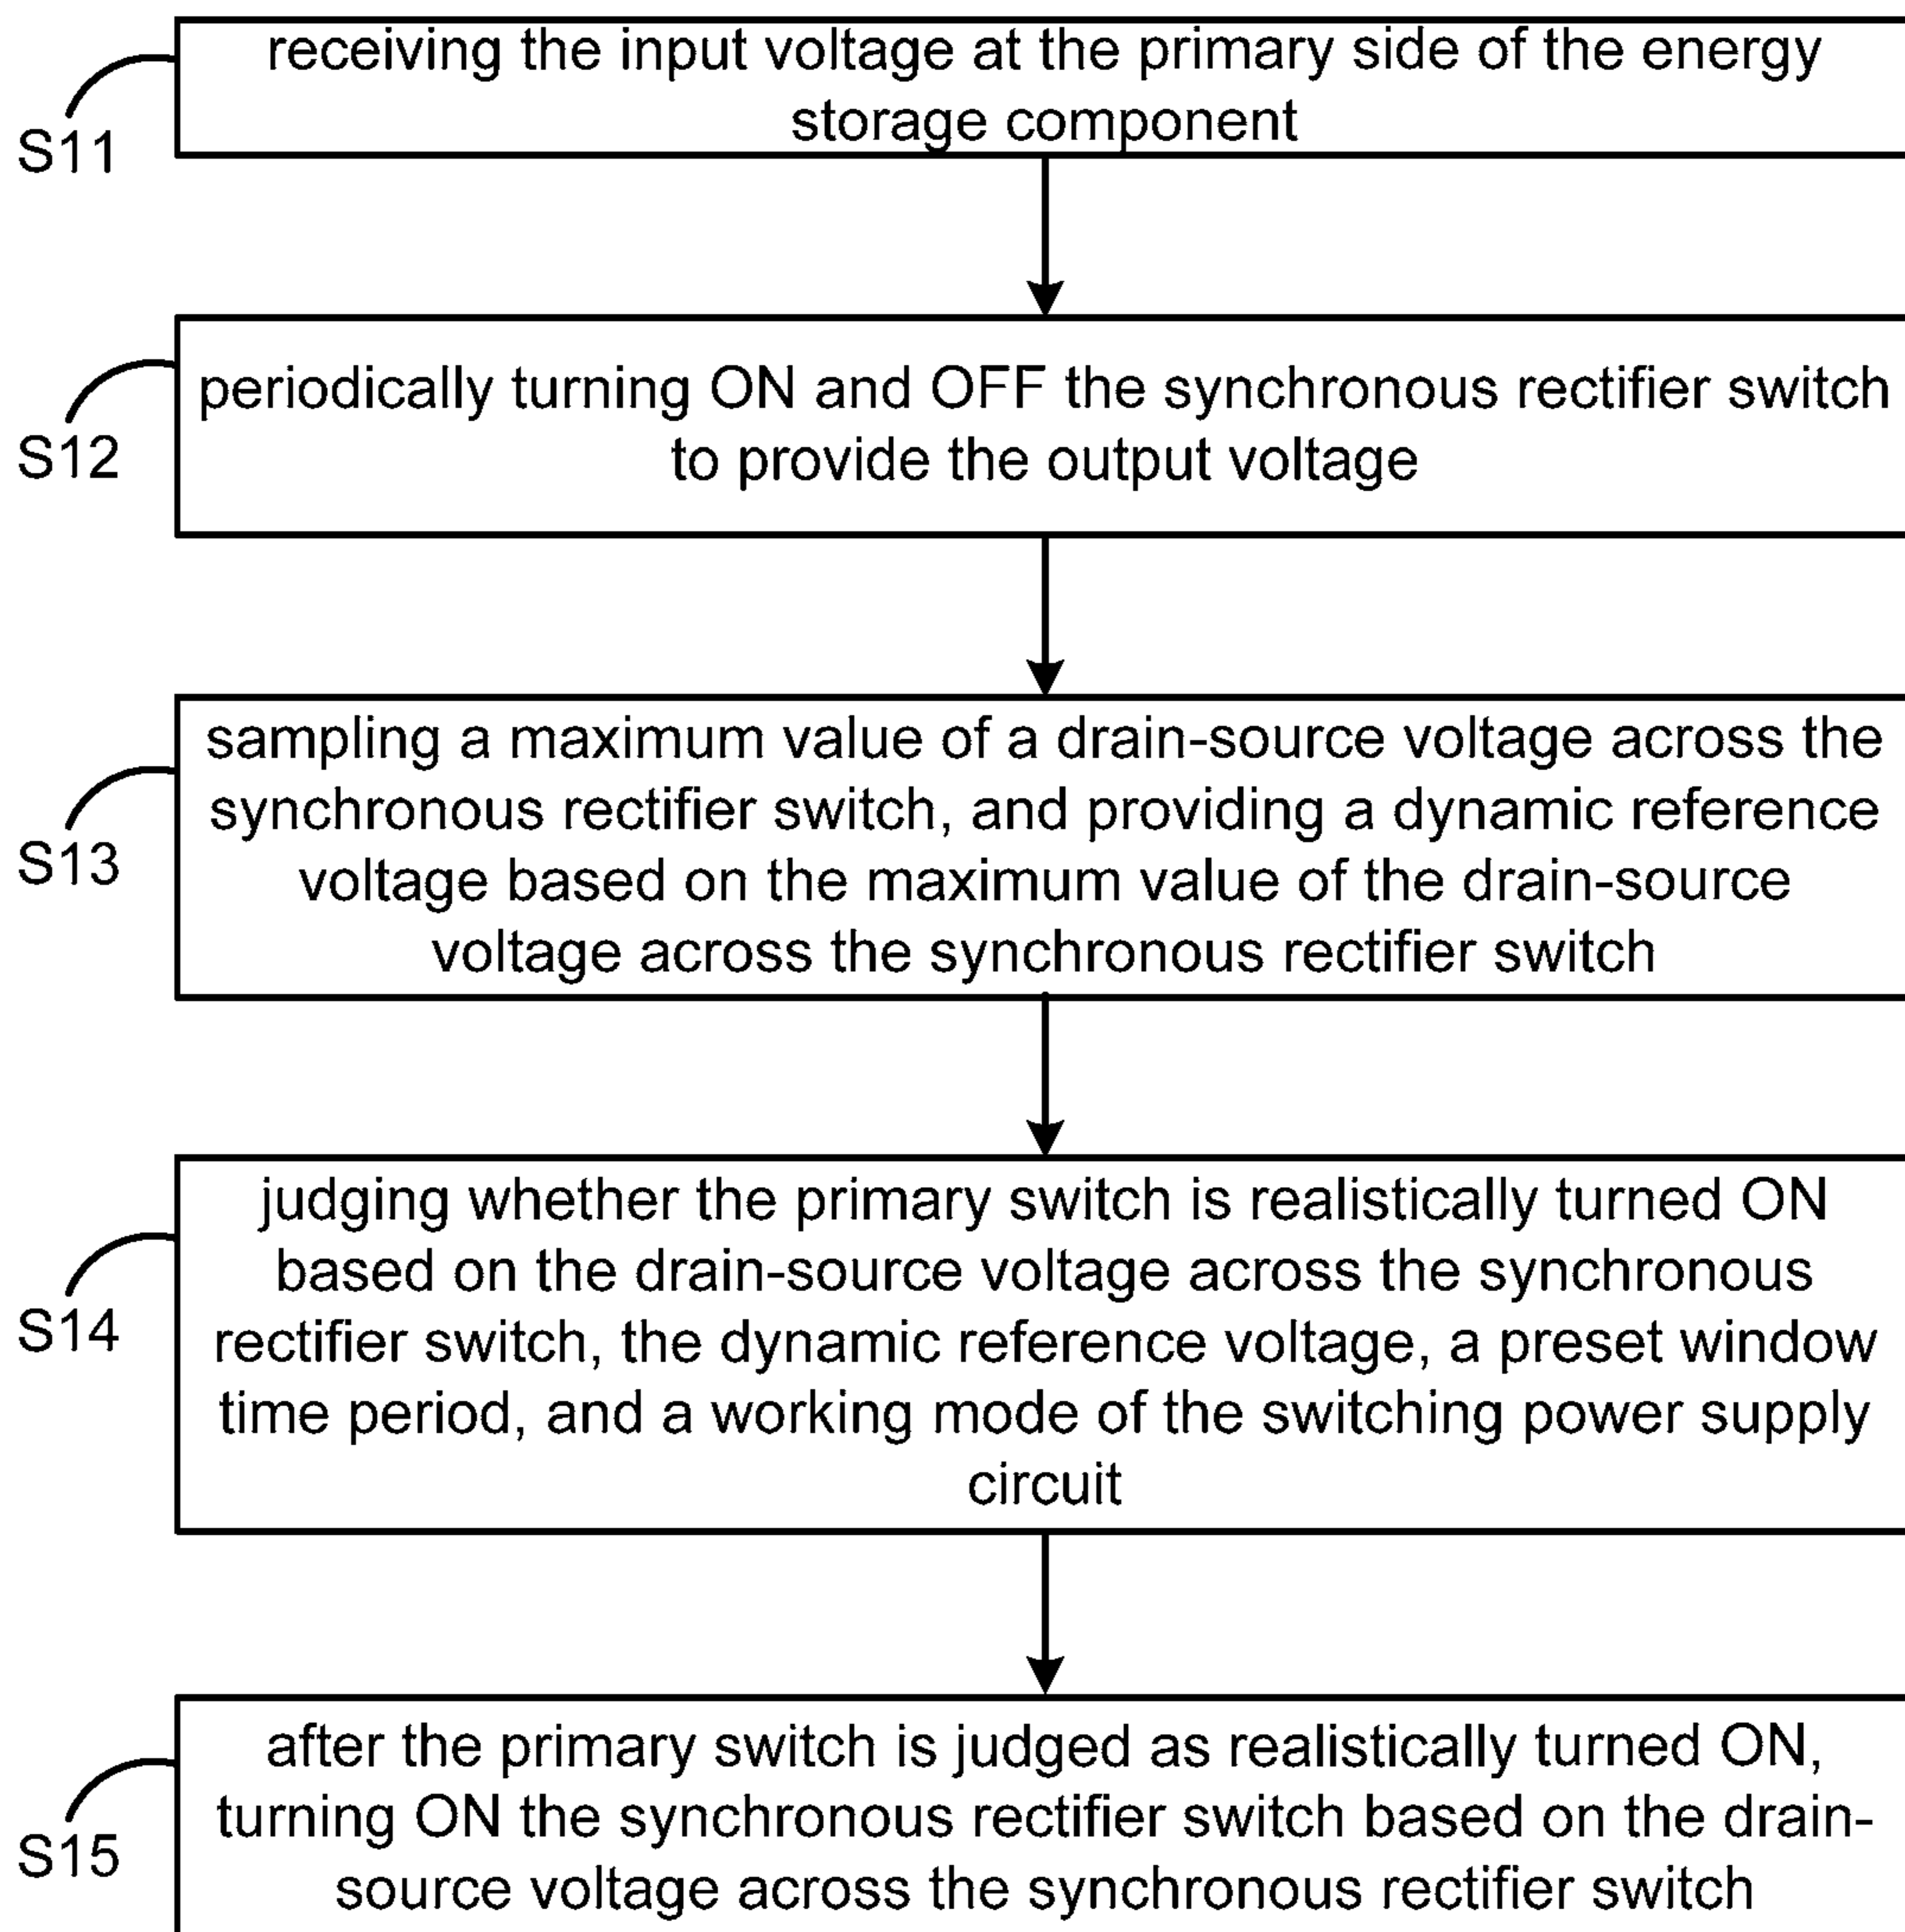 receiving the input voltage at the primary side of the energy
storage component
S11
periodically turning ON and OFF the synchronous rectifier switch
to provide the output voltage
S12
sampling a maximum value of a drain-source voltage across the
synchronous rectifier switch, and providing a dynamic reference
voltage based on the maximum value of the drain-source
voltage across the synchronous rectifier switch
S13
judging whether the primary switch is realistically turned ON
based on the drain-source voltage across the synchronous
rectifier switch, the dynamic reference voltage, a preset window
time period, and a working mode of the switching power supply
circuit
S14
after the primary switch is judged as realistically turned ON,
turning ON the synchronous rectifier switch based on the drain-
source voltage across the synchronous rectifier switch
S15